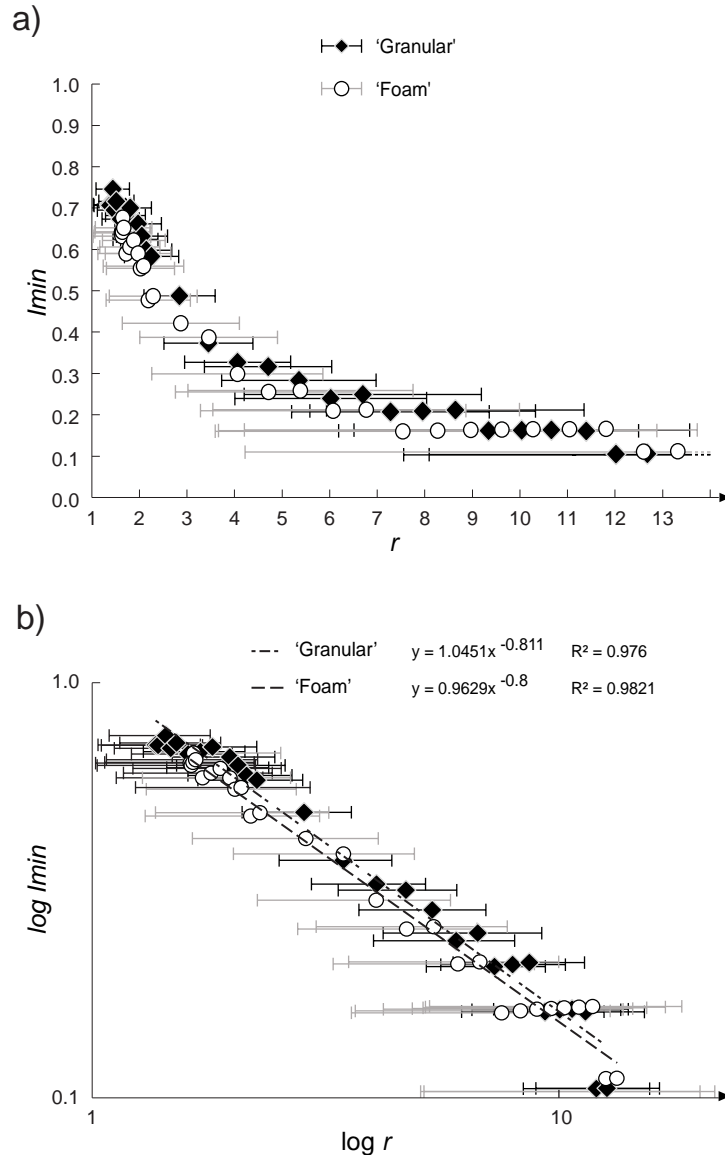 a)
'Granular'
'Foam'
1.0
0.9
0.8
0.7
0.6
0.5
0.4
0.3
0.2
0.1
0.0
Imin
1 2 3 4 5 6 7 8 9 10 11 12 13
r
b)
‘Granular’ y = 1.0451x -0.811 R² = 0.976
‘Foam’ y = 0.9629x -0.8 R² = 0.9821
1.0
log Imin
0.1
1 10
log r